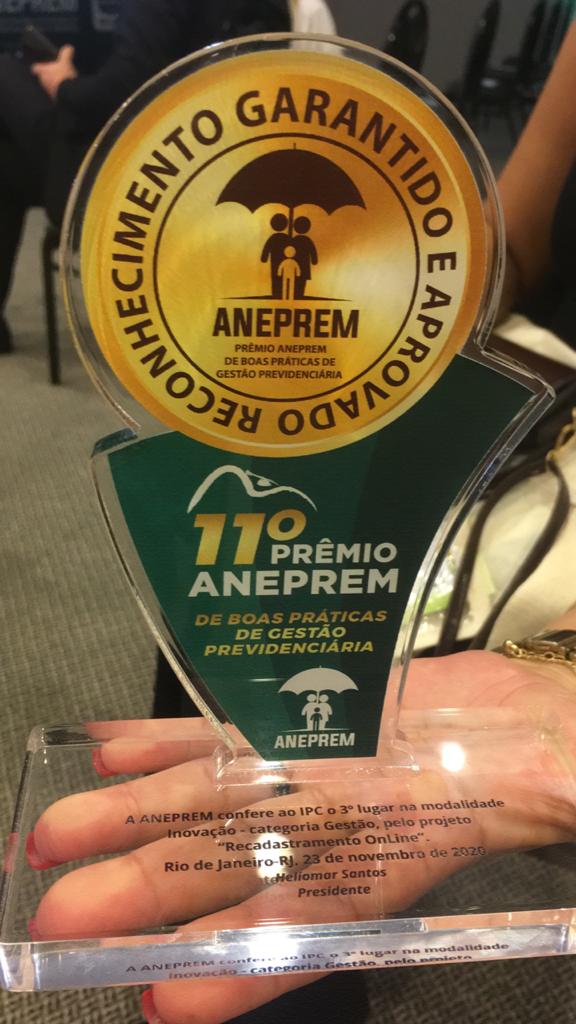 RECONHECIMENTO GARANTIDO E APROVADO
ANEPREM
PRÊMIO ANEPREM
DE BOAS PRÁTICAS DE
GESTÃO PREVIDENCIÁRIA
11º
PRÊMIO
ANEPREM
DE BOAS PRÁTICAS
DE GESTÃO
PREVIDENCIÁRIA
ANEPREM
A ANEPREM confere ao IPC o 3º lugar na modalidade
Inovação - categoria Gestão, pelo projeto
"Recadastramento OnLine".
Rio de Janeiro-RJ, 23 de novembro de 2020
Heliomar Santos
Presidente
A ANEPREM confere ao IPC o 3º lugar na modalidade
Inovação - categoria Gestão, pelo projeto